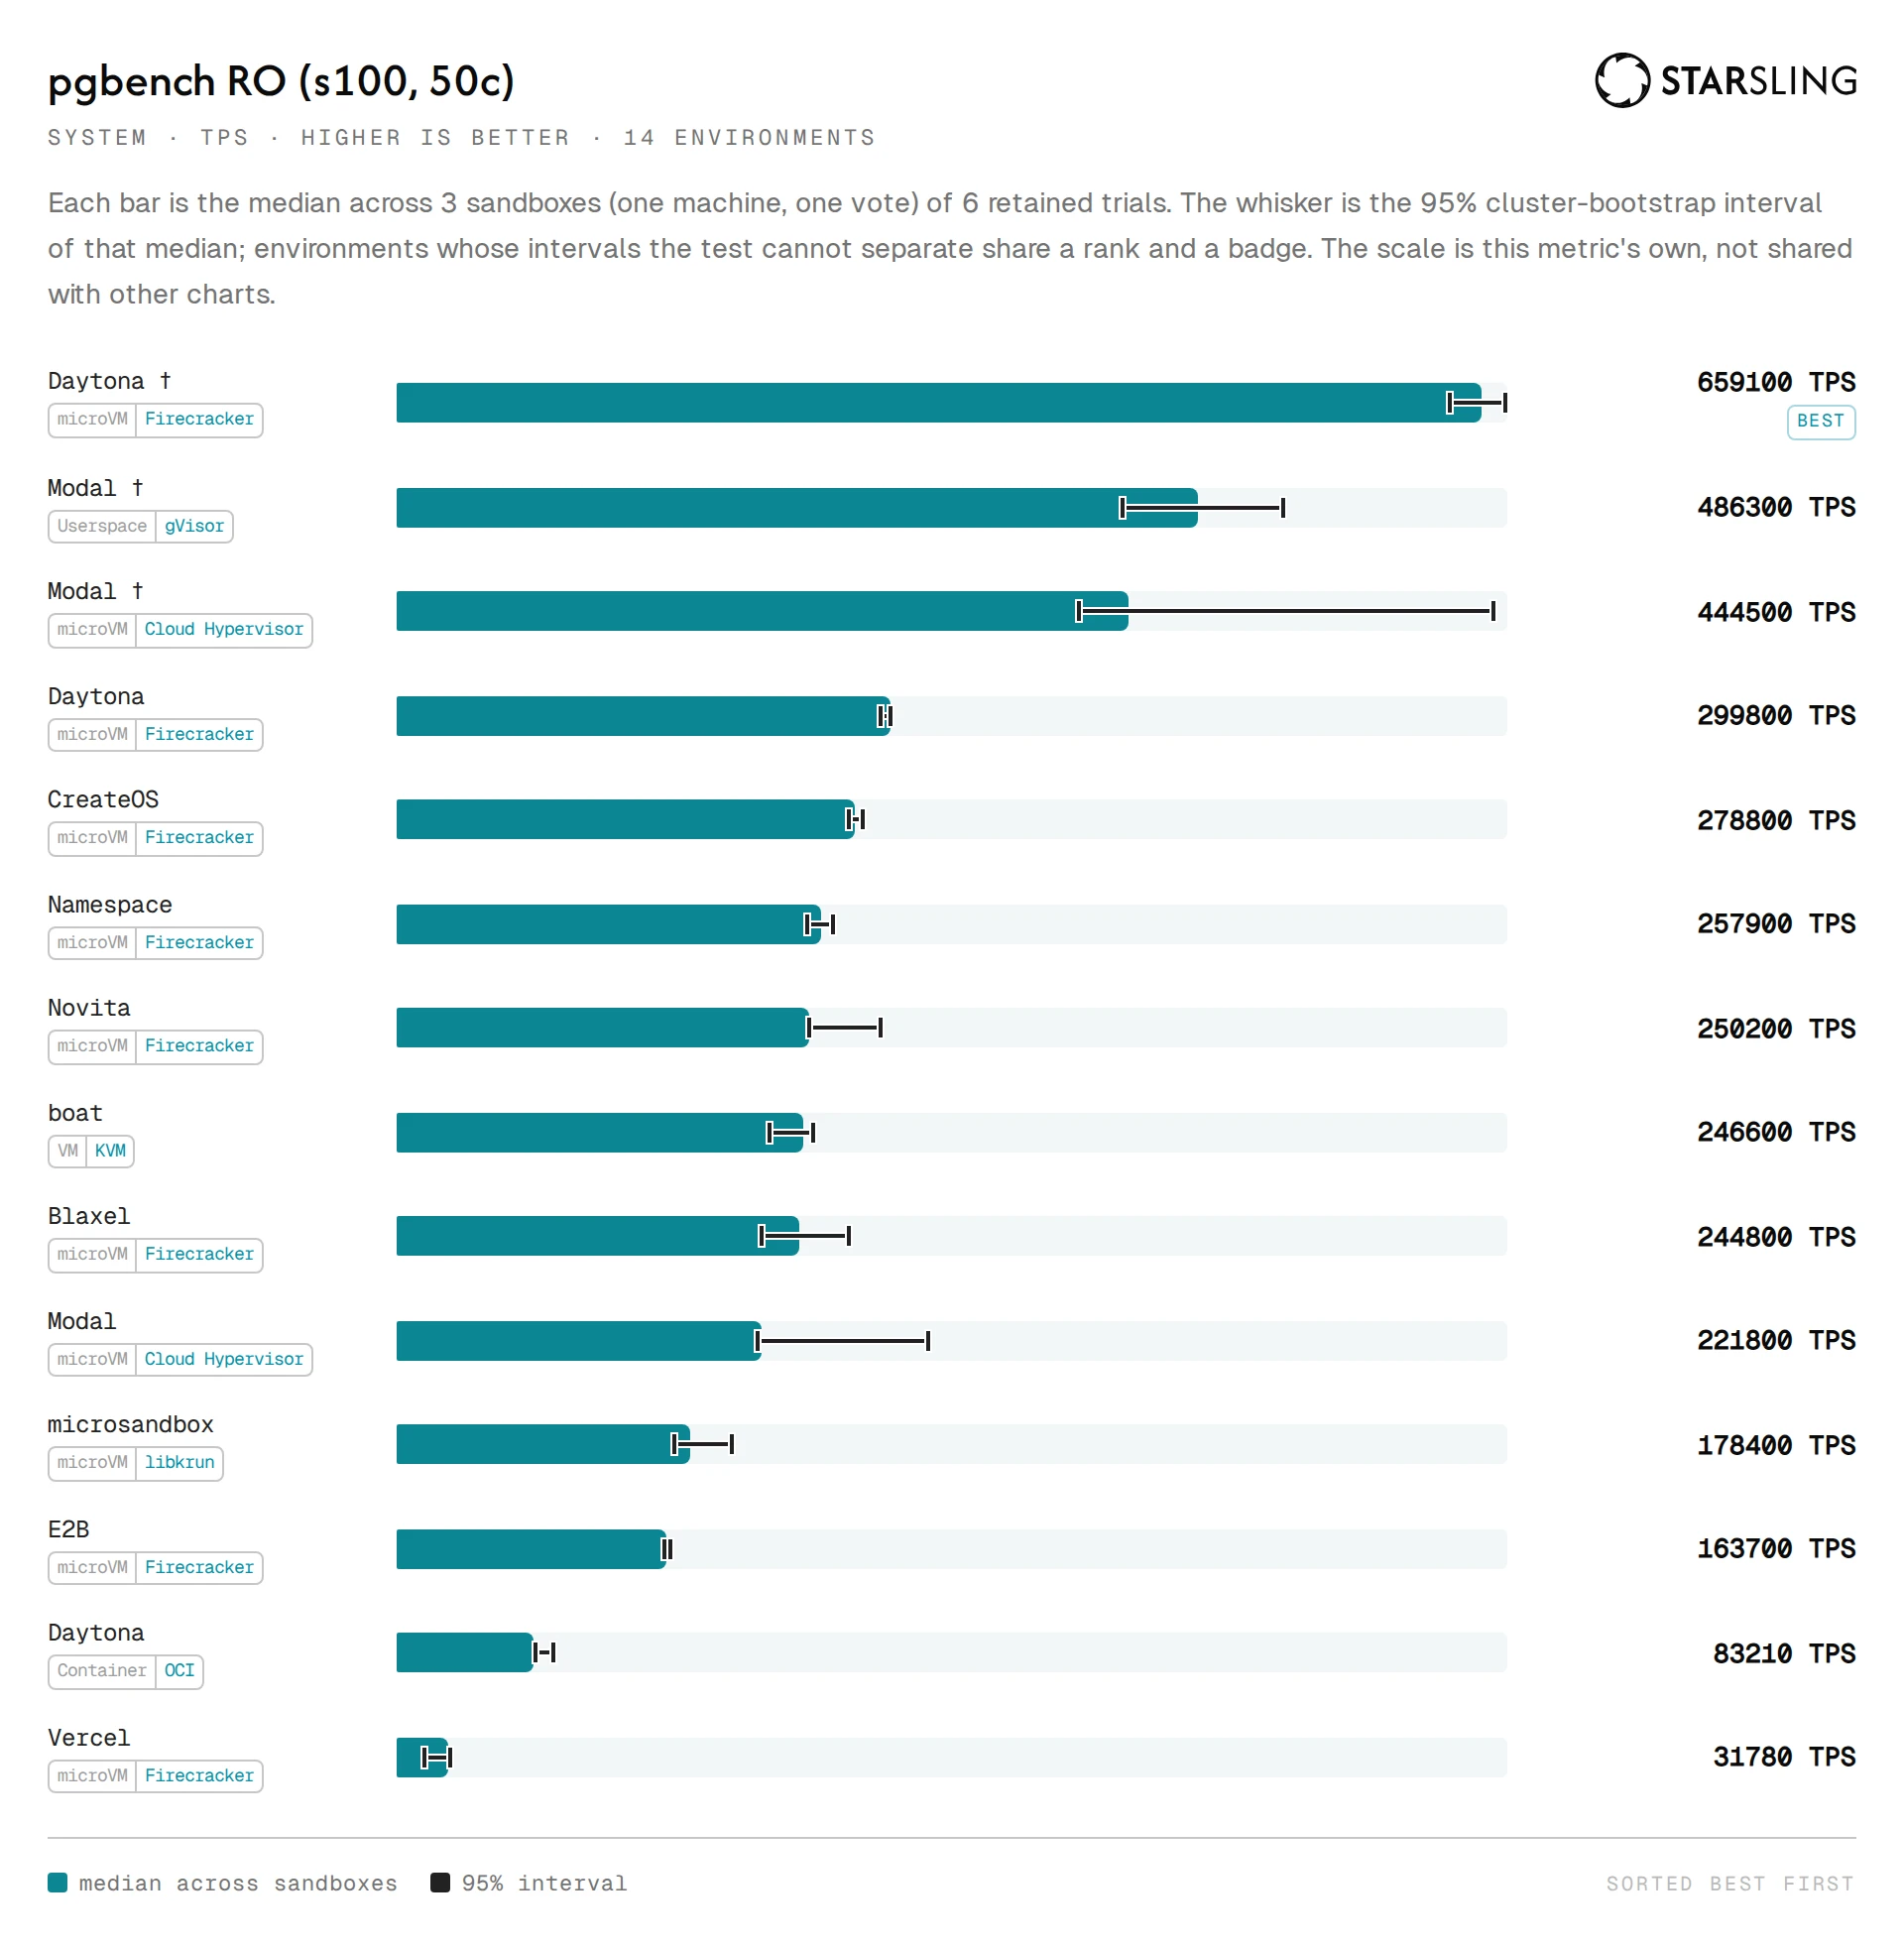 pgbench RO (s100, 50c)
STARSLING
SYSTEM · TPS · HIGHER IS BETTER · 14 ENVIRONMENTS
Each bar is the median across 3 sandboxes (one machine, one vote) of 6 retained trials. The whisker is the 95% cluster-bootstrap interval
of that median; environments whose intervals the test cannot separate share a rank and a badge. The scale is this metric's own, not shared
with other charts.
Daytona †
microVM Firecracker
659100 TPS
BEST
Modal †
Userspace gVisor
486300 TPS
Modal †
microVM Cloud Hypervisor
444500 TPS
Daytona
microVM Firecracker
299800 TPS
CreateOS
microVM Firecracker
278800 TPS
Namespace
microVM Firecracker
257900 TPS
Novita
microVM Firecracker
250200 TPS
boat
VM KVM
246600 TPS
Blaxel
microVM Firecracker
244800 TPS
Modal
microVM Cloud Hypervisor
221800 TPS
microsandbox
microVM libkrun
178400 TPS
E2B
microVM Firecracker
163700 TPS
Daytona
Container OCI
83210 TPS
Vercel
microVM Firecracker
31780 TPS
median across sandboxes
95% interval
SORTED BEST FIRST